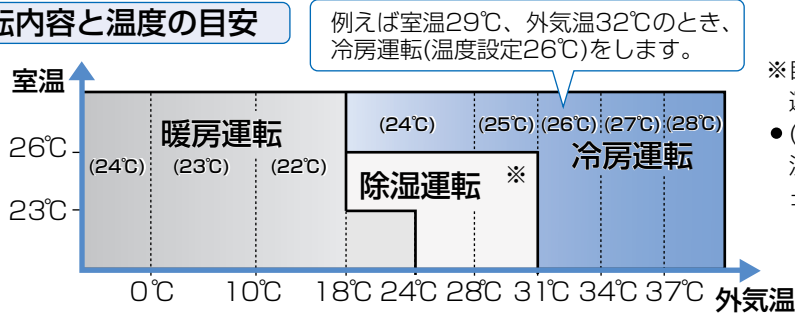 転内容と温度の目安
例えば室温29℃、外気温32℃のとき、
冷房運転(温度設定26℃)をします。
室温
26℃
23℃
暖房運転
(24℃) (23℃) (22℃)
(24℃) (25℃) (26℃) (27℃) (28℃)
冷房運転
除湿運転 ※
0℃ 10℃ 18℃ 24℃ 28℃ 31℃ 34℃ 37℃ 外気温
※
●(